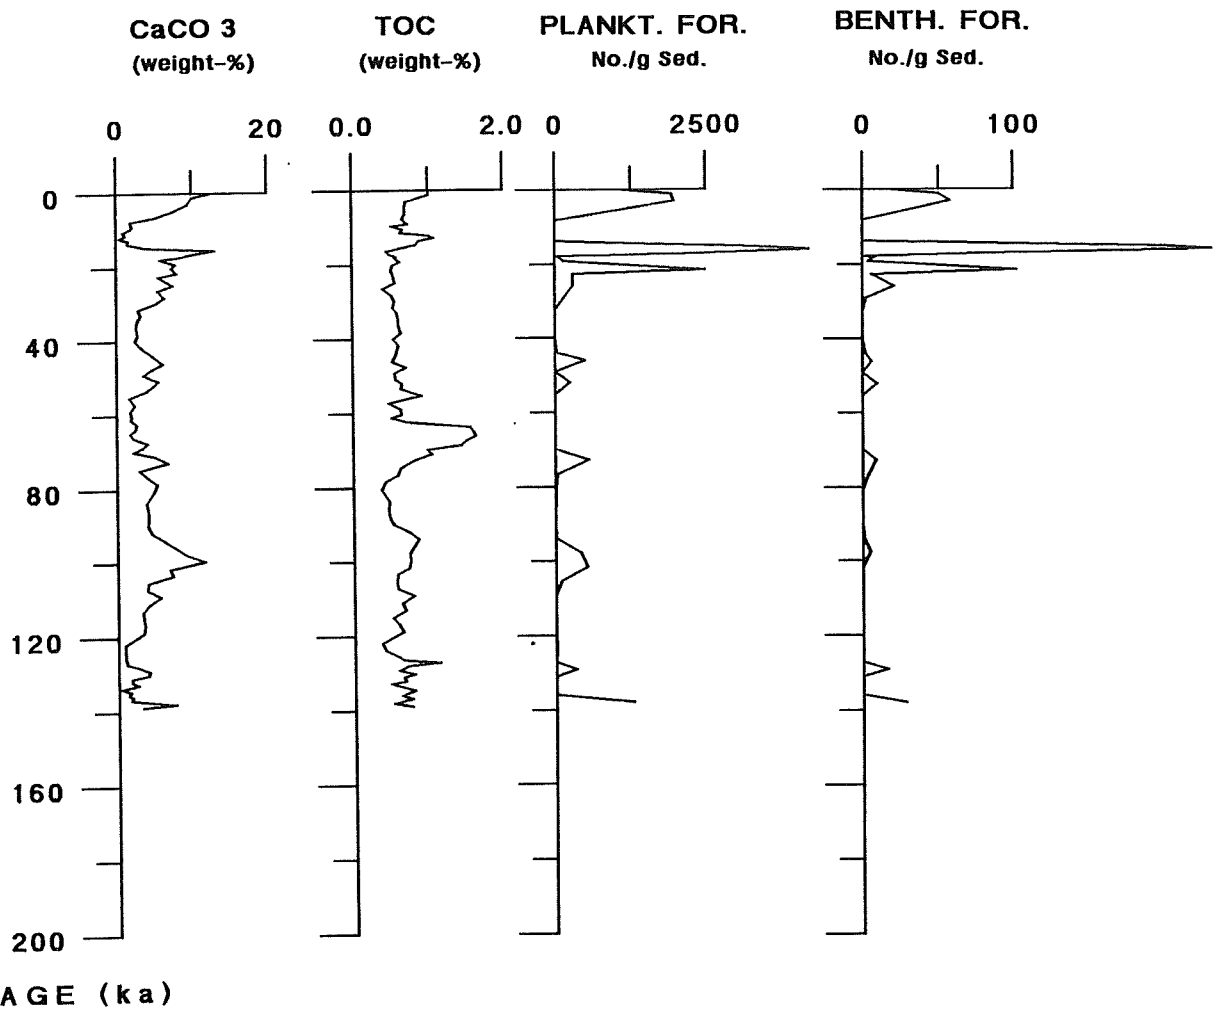 CaCO 3 TOC PLANKT. FOR. BENTH. FOR.
(weight-%) (weight-%) No./g Sed. No./g Sed.
0 20 0.0 2.0 0 2500 0 100
0
40
80
120
160
200
AGE (ka)